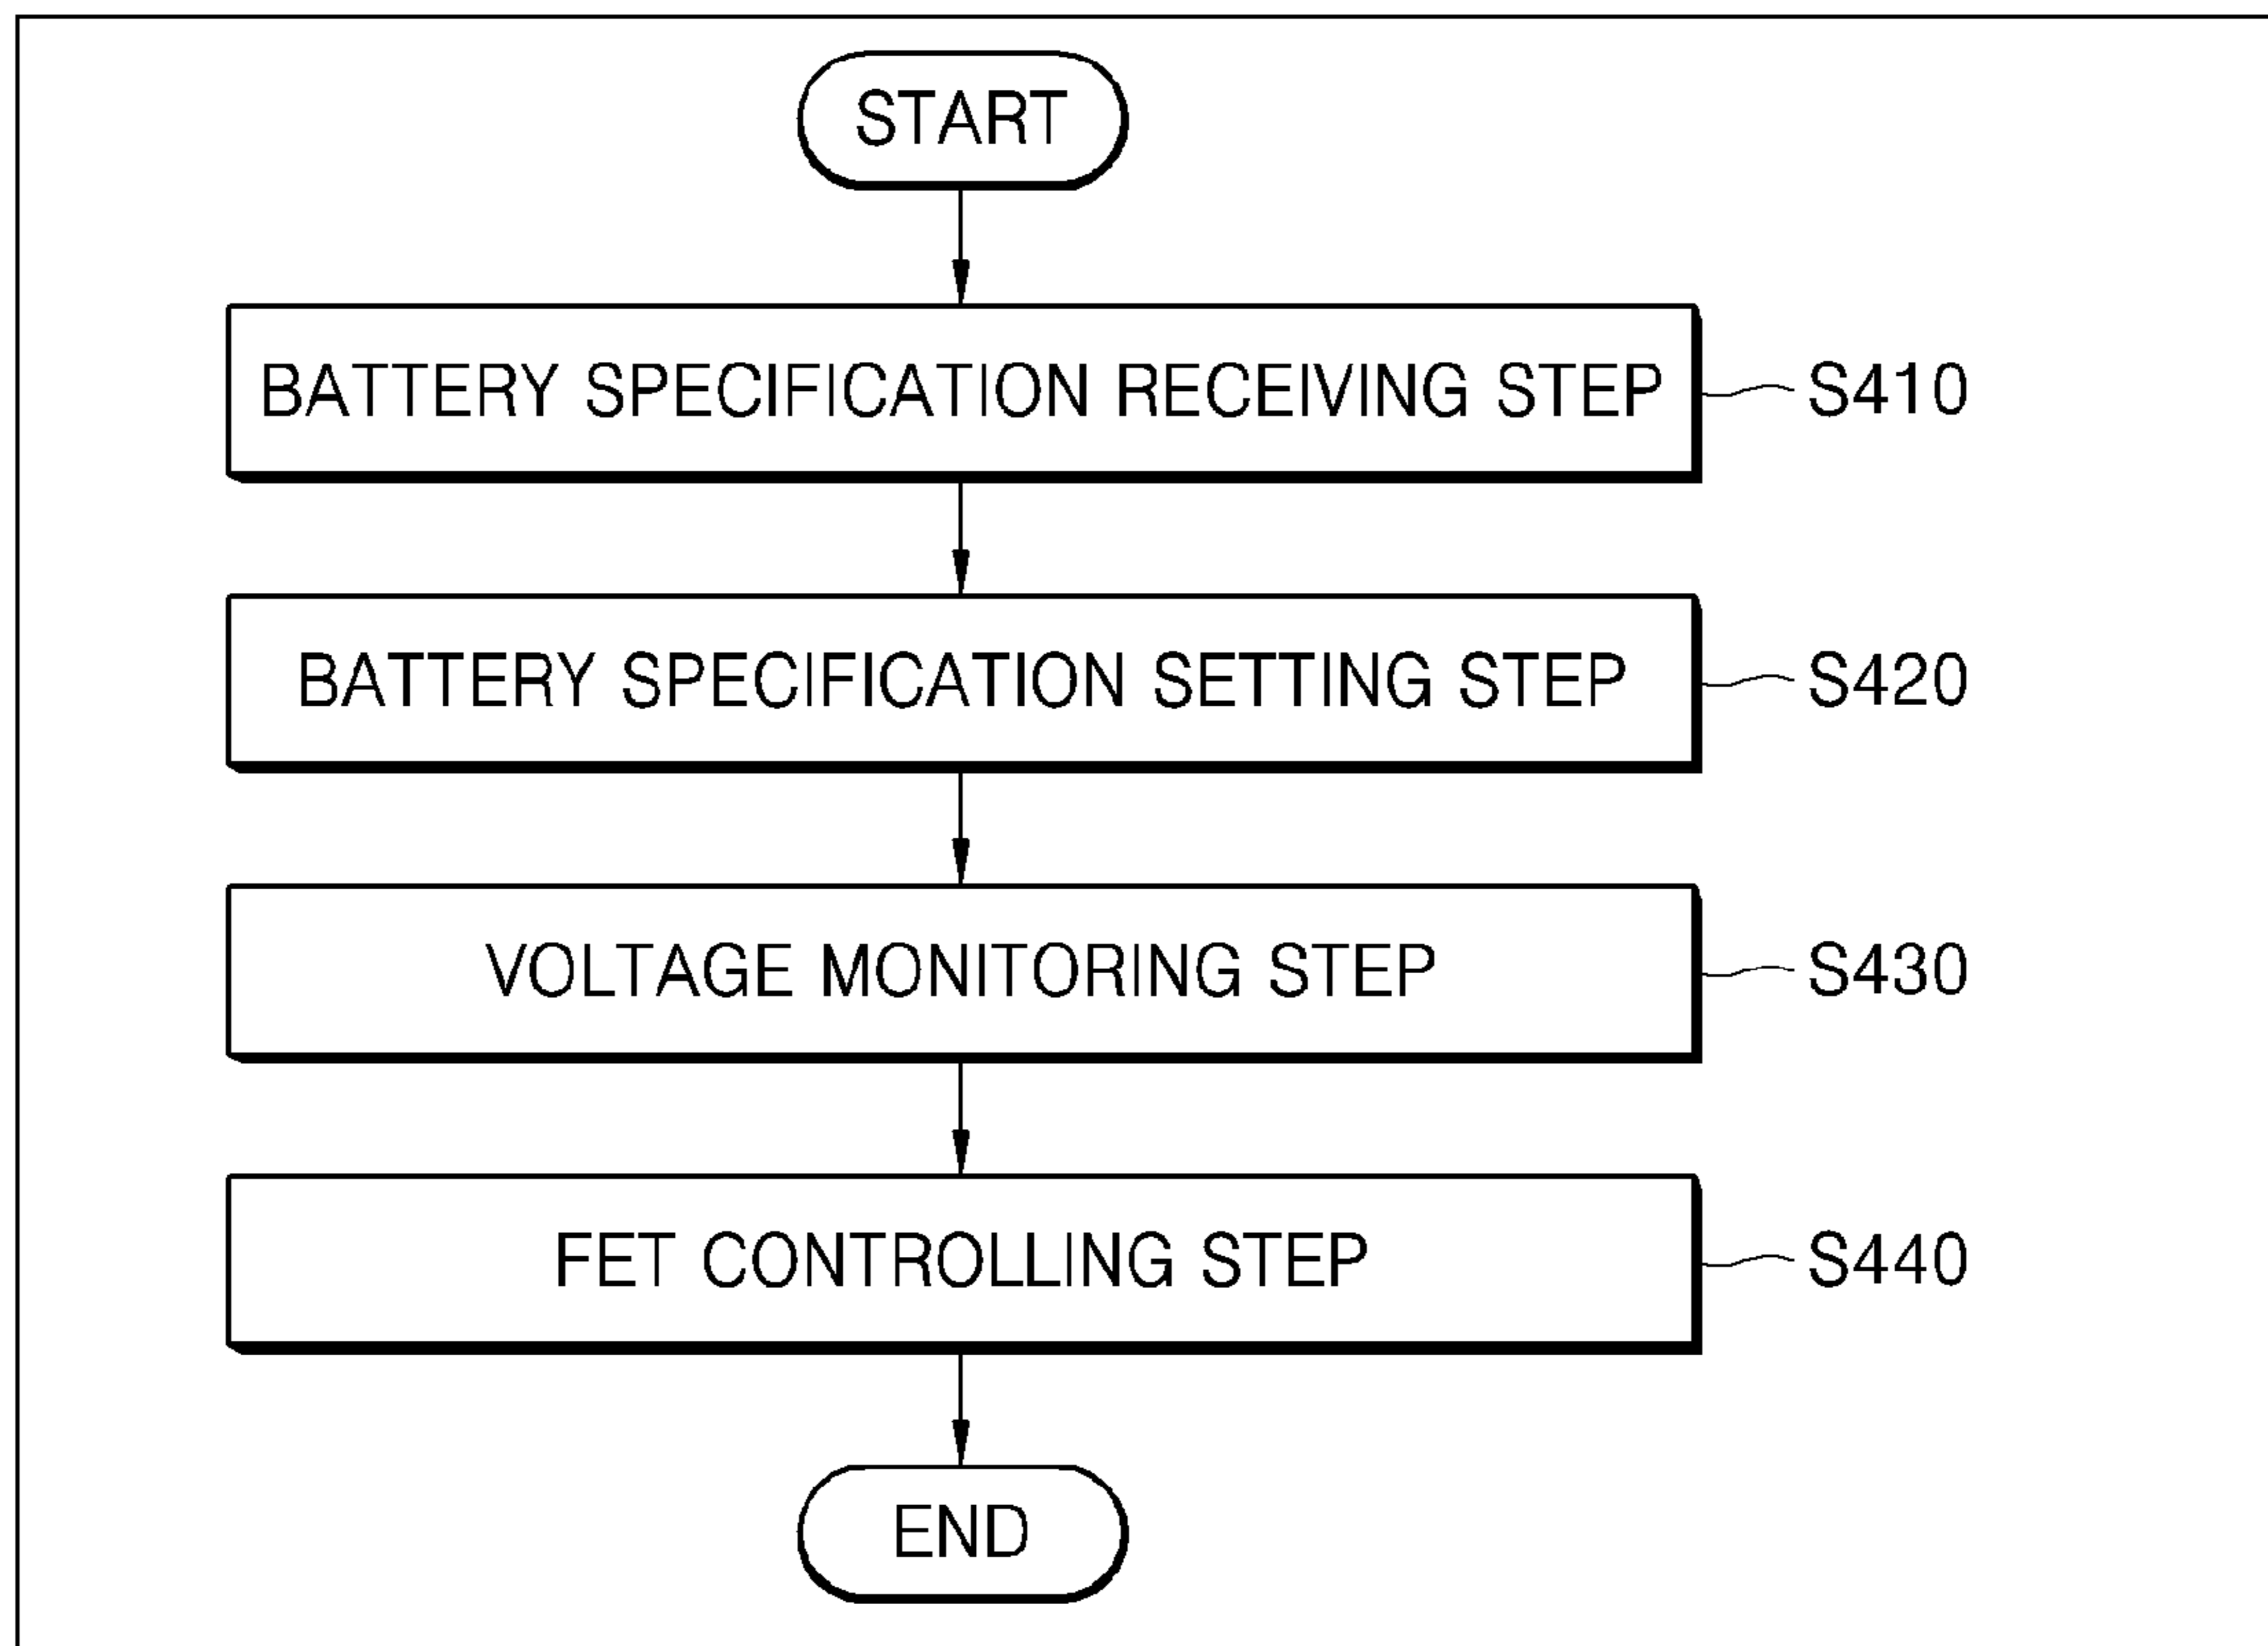 START
BATTERY SPECIFICATION RECEIVING STEP S410
BATTERY SPECIFICATION SETTING STEP S420
VOLTAGE MONITORING STEP S430
FET CONTROLLING STEP S440
END